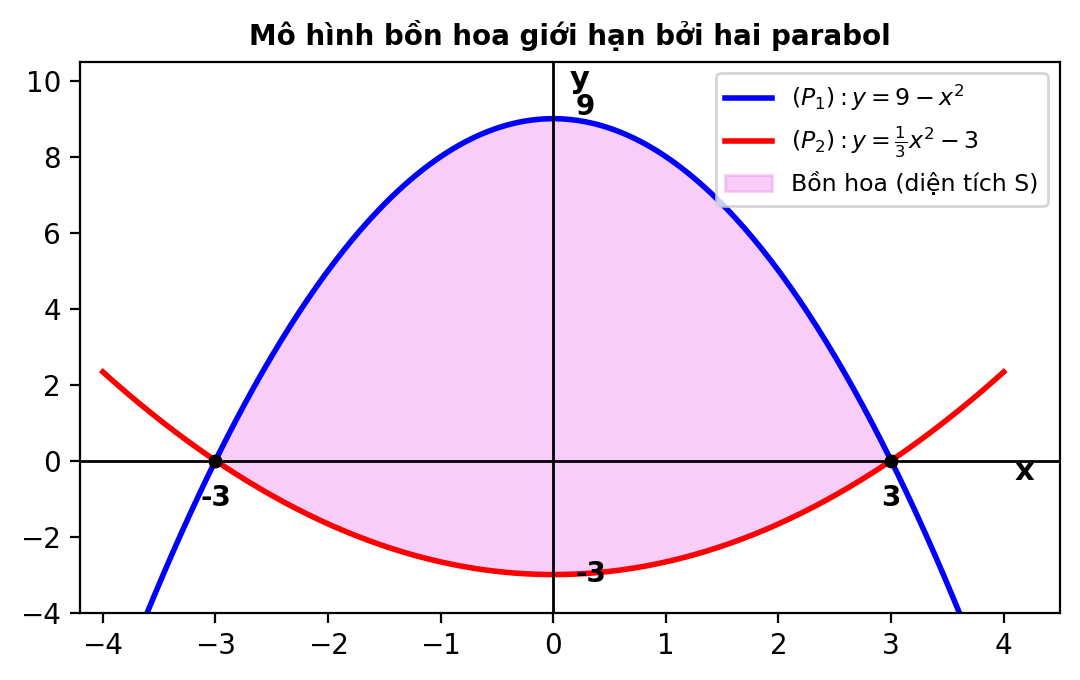 Mô hình bồn hoa giới hạn bởi hai parabol
y
9
(P₁) : y = 9 − x²
(P₂) : y = 1/3 x² − 3
Bồn hoa (diện tích S)
10
8
6
4
2
0
−2
−4
x
-3
3
-3
−4 −3 −2 −1 0 1 2 3 4